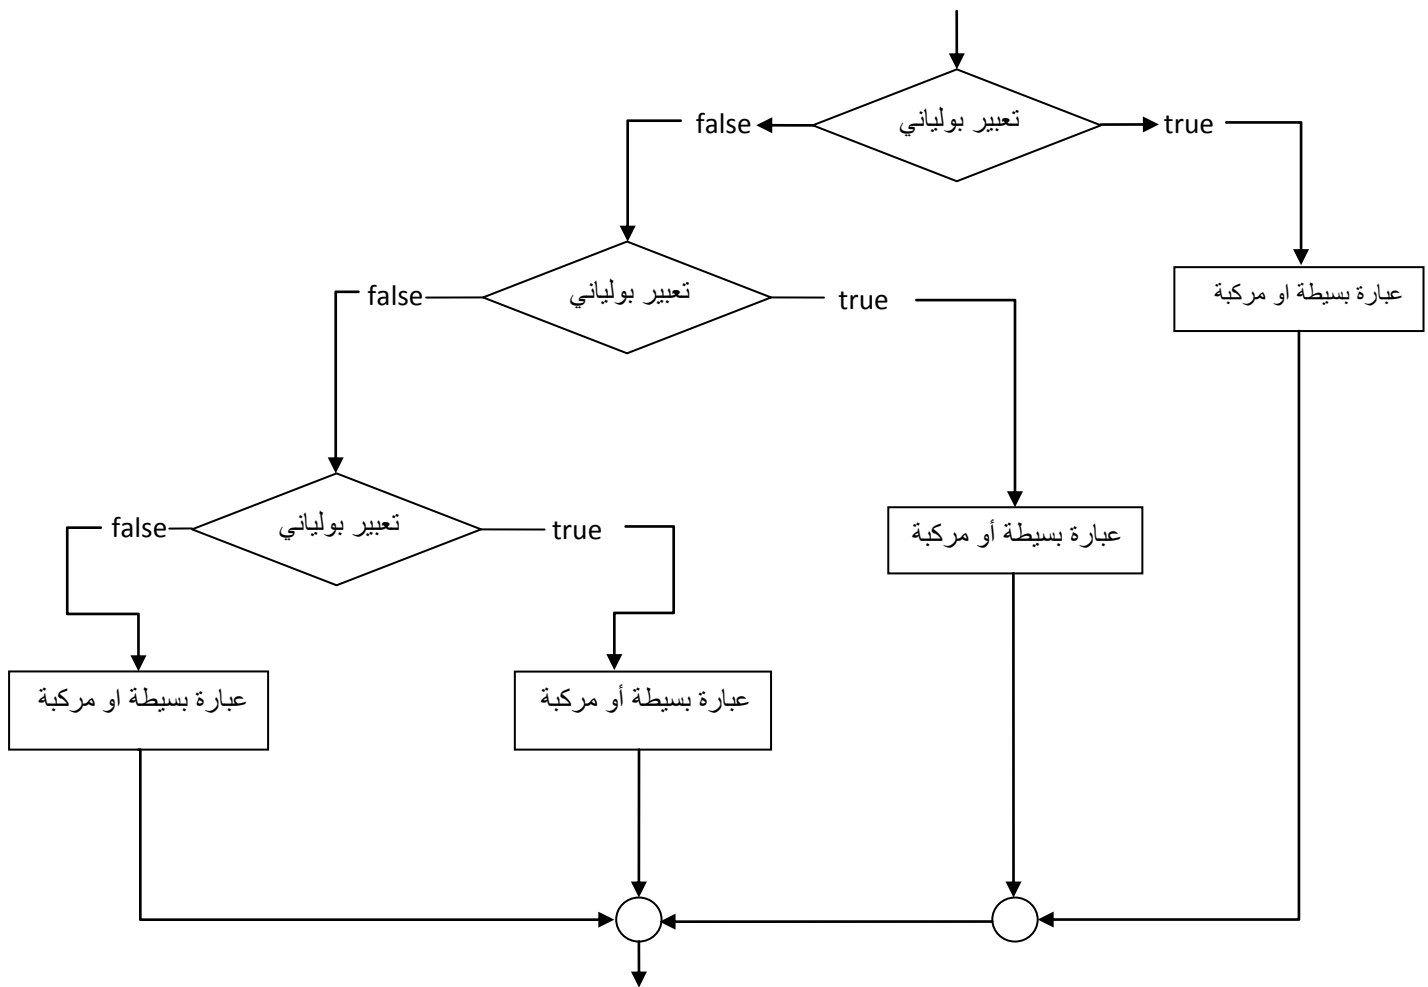 تعبير بولياني
false
true
تعبير بولياني
false
true
عبارة بسيطة او مركبة
تعبير بولياني
false
true
عبارة بسيطة أو مركبة
عبارة بسيطة او مركبة
عبارة بسيطة أو مركبة